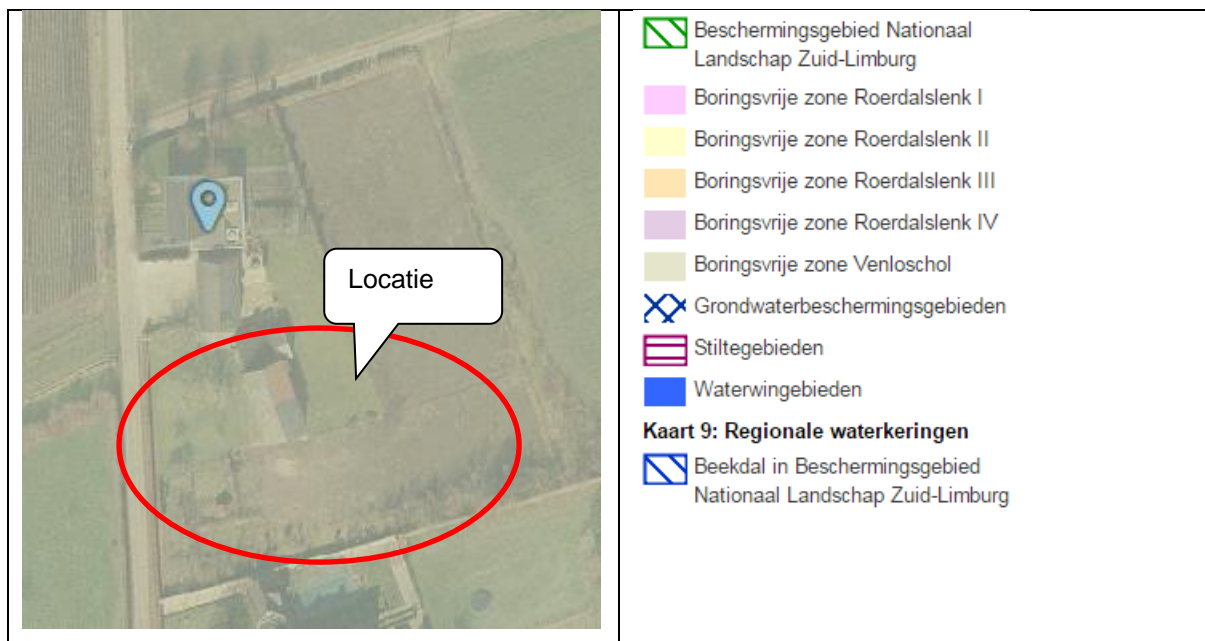 Locatie
Beschermingsgebied Nationaal
Landschap Zuid-Limburg
Boringsvrije zone Roerdalslenk I
Boringsvrije zone Roerdalslenk II
Boringsvrije zone Roerdalslenk III
Boringsvrije zone Roerdalslenk IV
Boringsvrije zone Venloschol
Grondwaterbeschermingsgebieden
Stiltegebieden
Waterwingebieden
Kaart 9: Regionale waterkeringen
Beekdal in Beschermingsgebied
Nationaal Landschap Zuid-Limburg